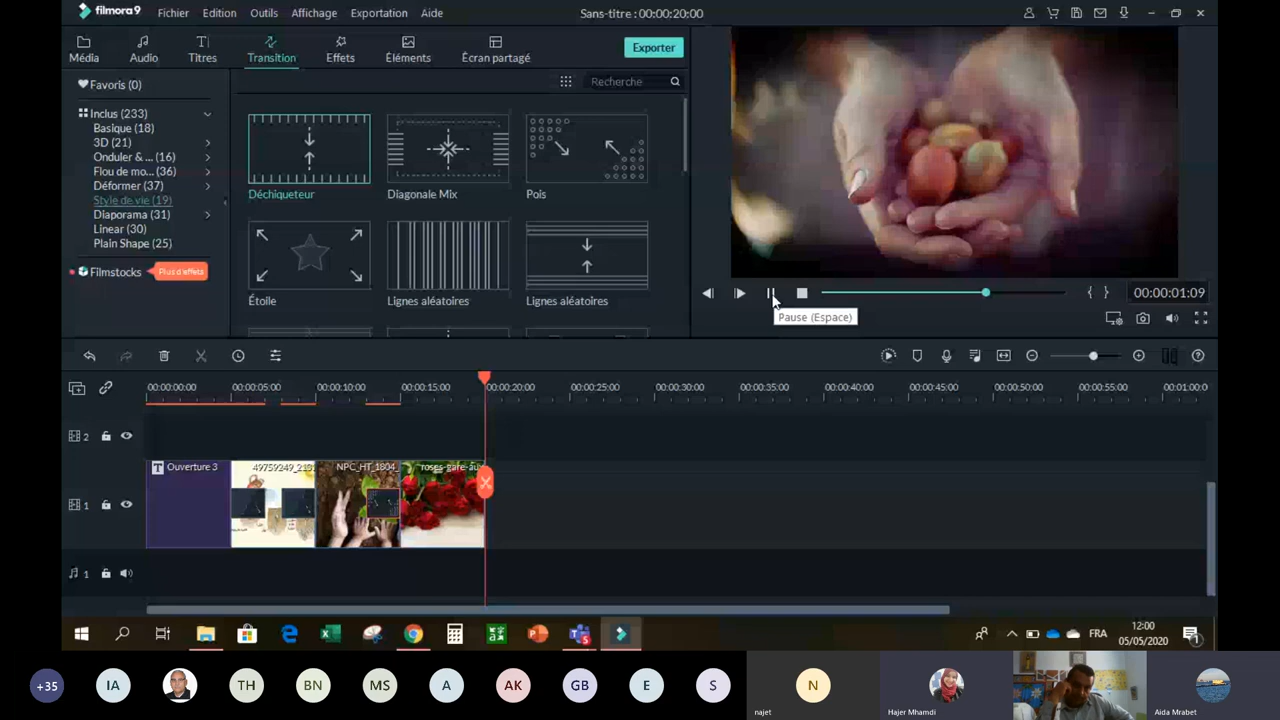 filmora9 Fichier Edition Outils Affichage Exportation Aide Sans-titre : 00:00:20:00
Média Audio Titres Transition Effets Éléments Écran partagé Exporter
Favoris (0) Recherche
Inclus (233)
Basique (18)
3D (21)
Onduler & ... (16)
Flou de mo... (36)
Déformer (37)
Style de vie (19)
Diaporama (31)
Linear (30)
Plain Shape (25)
Filmstocks Plus d'effets
Déchiqueteur Diagonale Mix Pois
Étoile Lignes aléatoires Lignes aléatoires
00:00:01:09
Pause (Espace)
00:00:00:00 00:00:05:00 00:00:10:00 00:00:15:00 00:00:20:00 00:00:25:00 00:00:30:00 00:00:35:00 00:00:40:00 00:00:45:00 00:00:50:00 00:00:55:00 00:01:00:0
2
T Ouverture 3 49759249_2131 NPC_HT_1804_ roses-gare-au
1
1
FRA 12:00
05/05/2020
1
+35 IA TH BN MS A AK GB E S N
najet Hajer Mhamdi Aida Mrabet